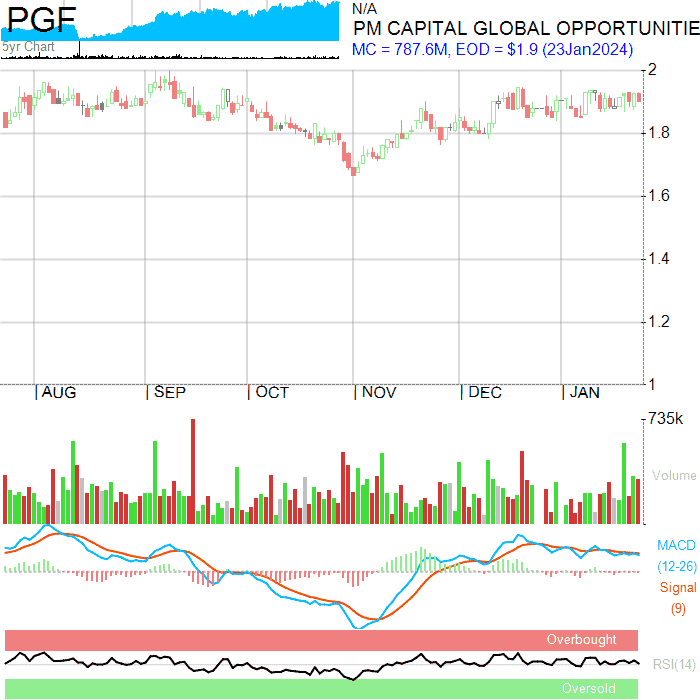 PGF
5yr Chart
N/A
PM CAPITAL GLOBAL OPPORTUNITIE
MC = 787.6M, EOD = $1.9 (23Jan2024)
2
1.8
1.6
1.4
1.2
1
AUG
SEP
OCT
NOV
DEC
JAN
735k
Volume
MACD
(12-26)
Signal
(9)
Overbought
RSI(14)
Oversold